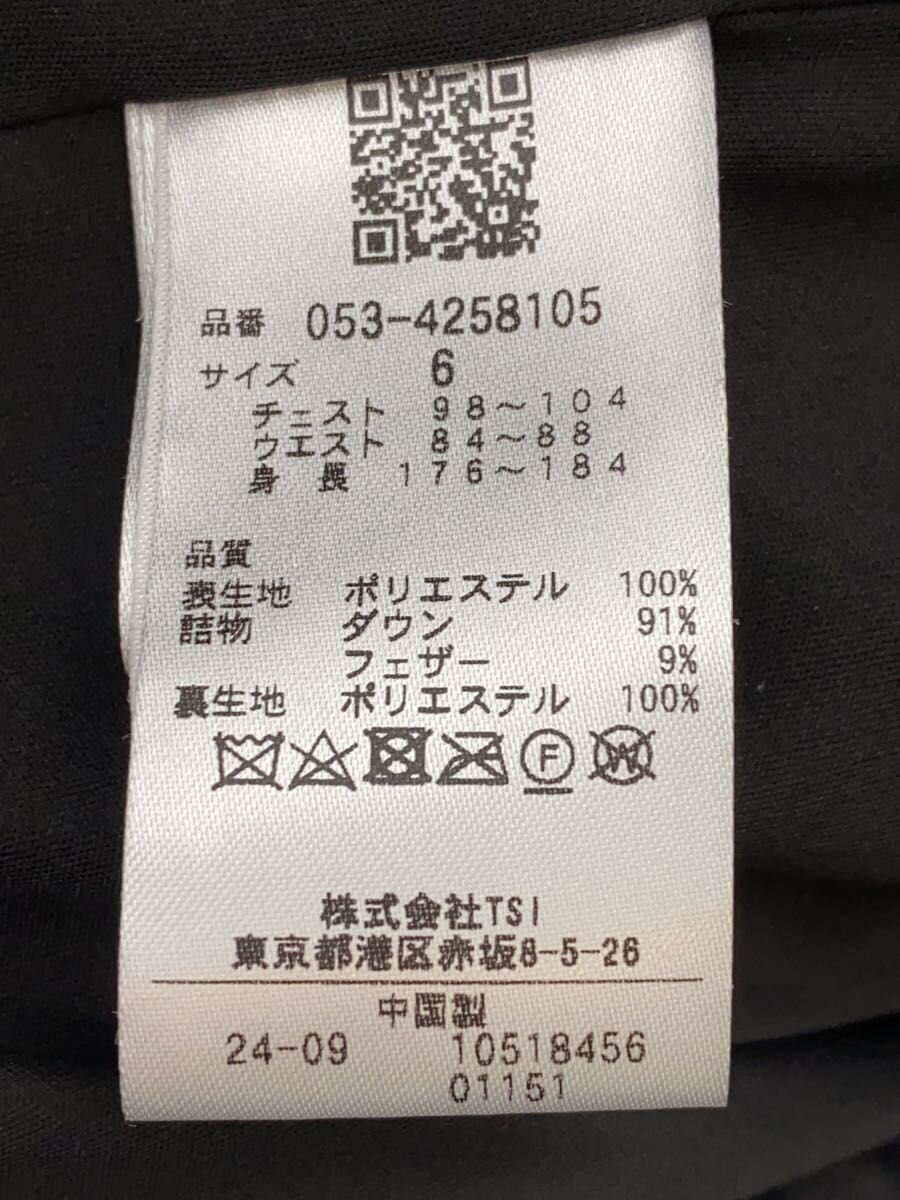 品番 053-4258105
サイズ 6
チェスト 98～104
ウエスト 84～88
身長 176～184
品質
表生地 ポリエステル 100%
詰物 ダウン 91%
フェザー 9%
裏生地 ポリエステル 100%
F W
株式会社TSI
東京都港区赤坂8-5-26
中国製
24-09 10518456
01151